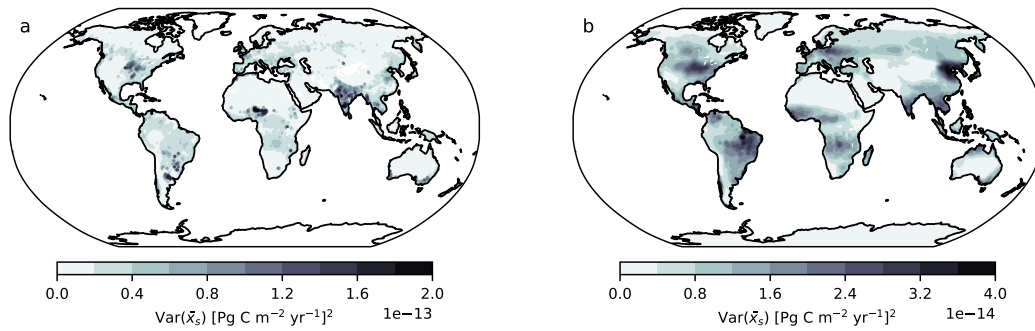 a
b
0.0 0.4 0.8 1.2 1.6 2.0
Var(x̄ₛ) [Pg C m⁻² yr⁻¹]² 1e−13
0.0 0.8 1.6 2.4 3.2 4.0
Var(x̄ₛ) [Pg C m⁻² yr⁻¹]² 1e−14